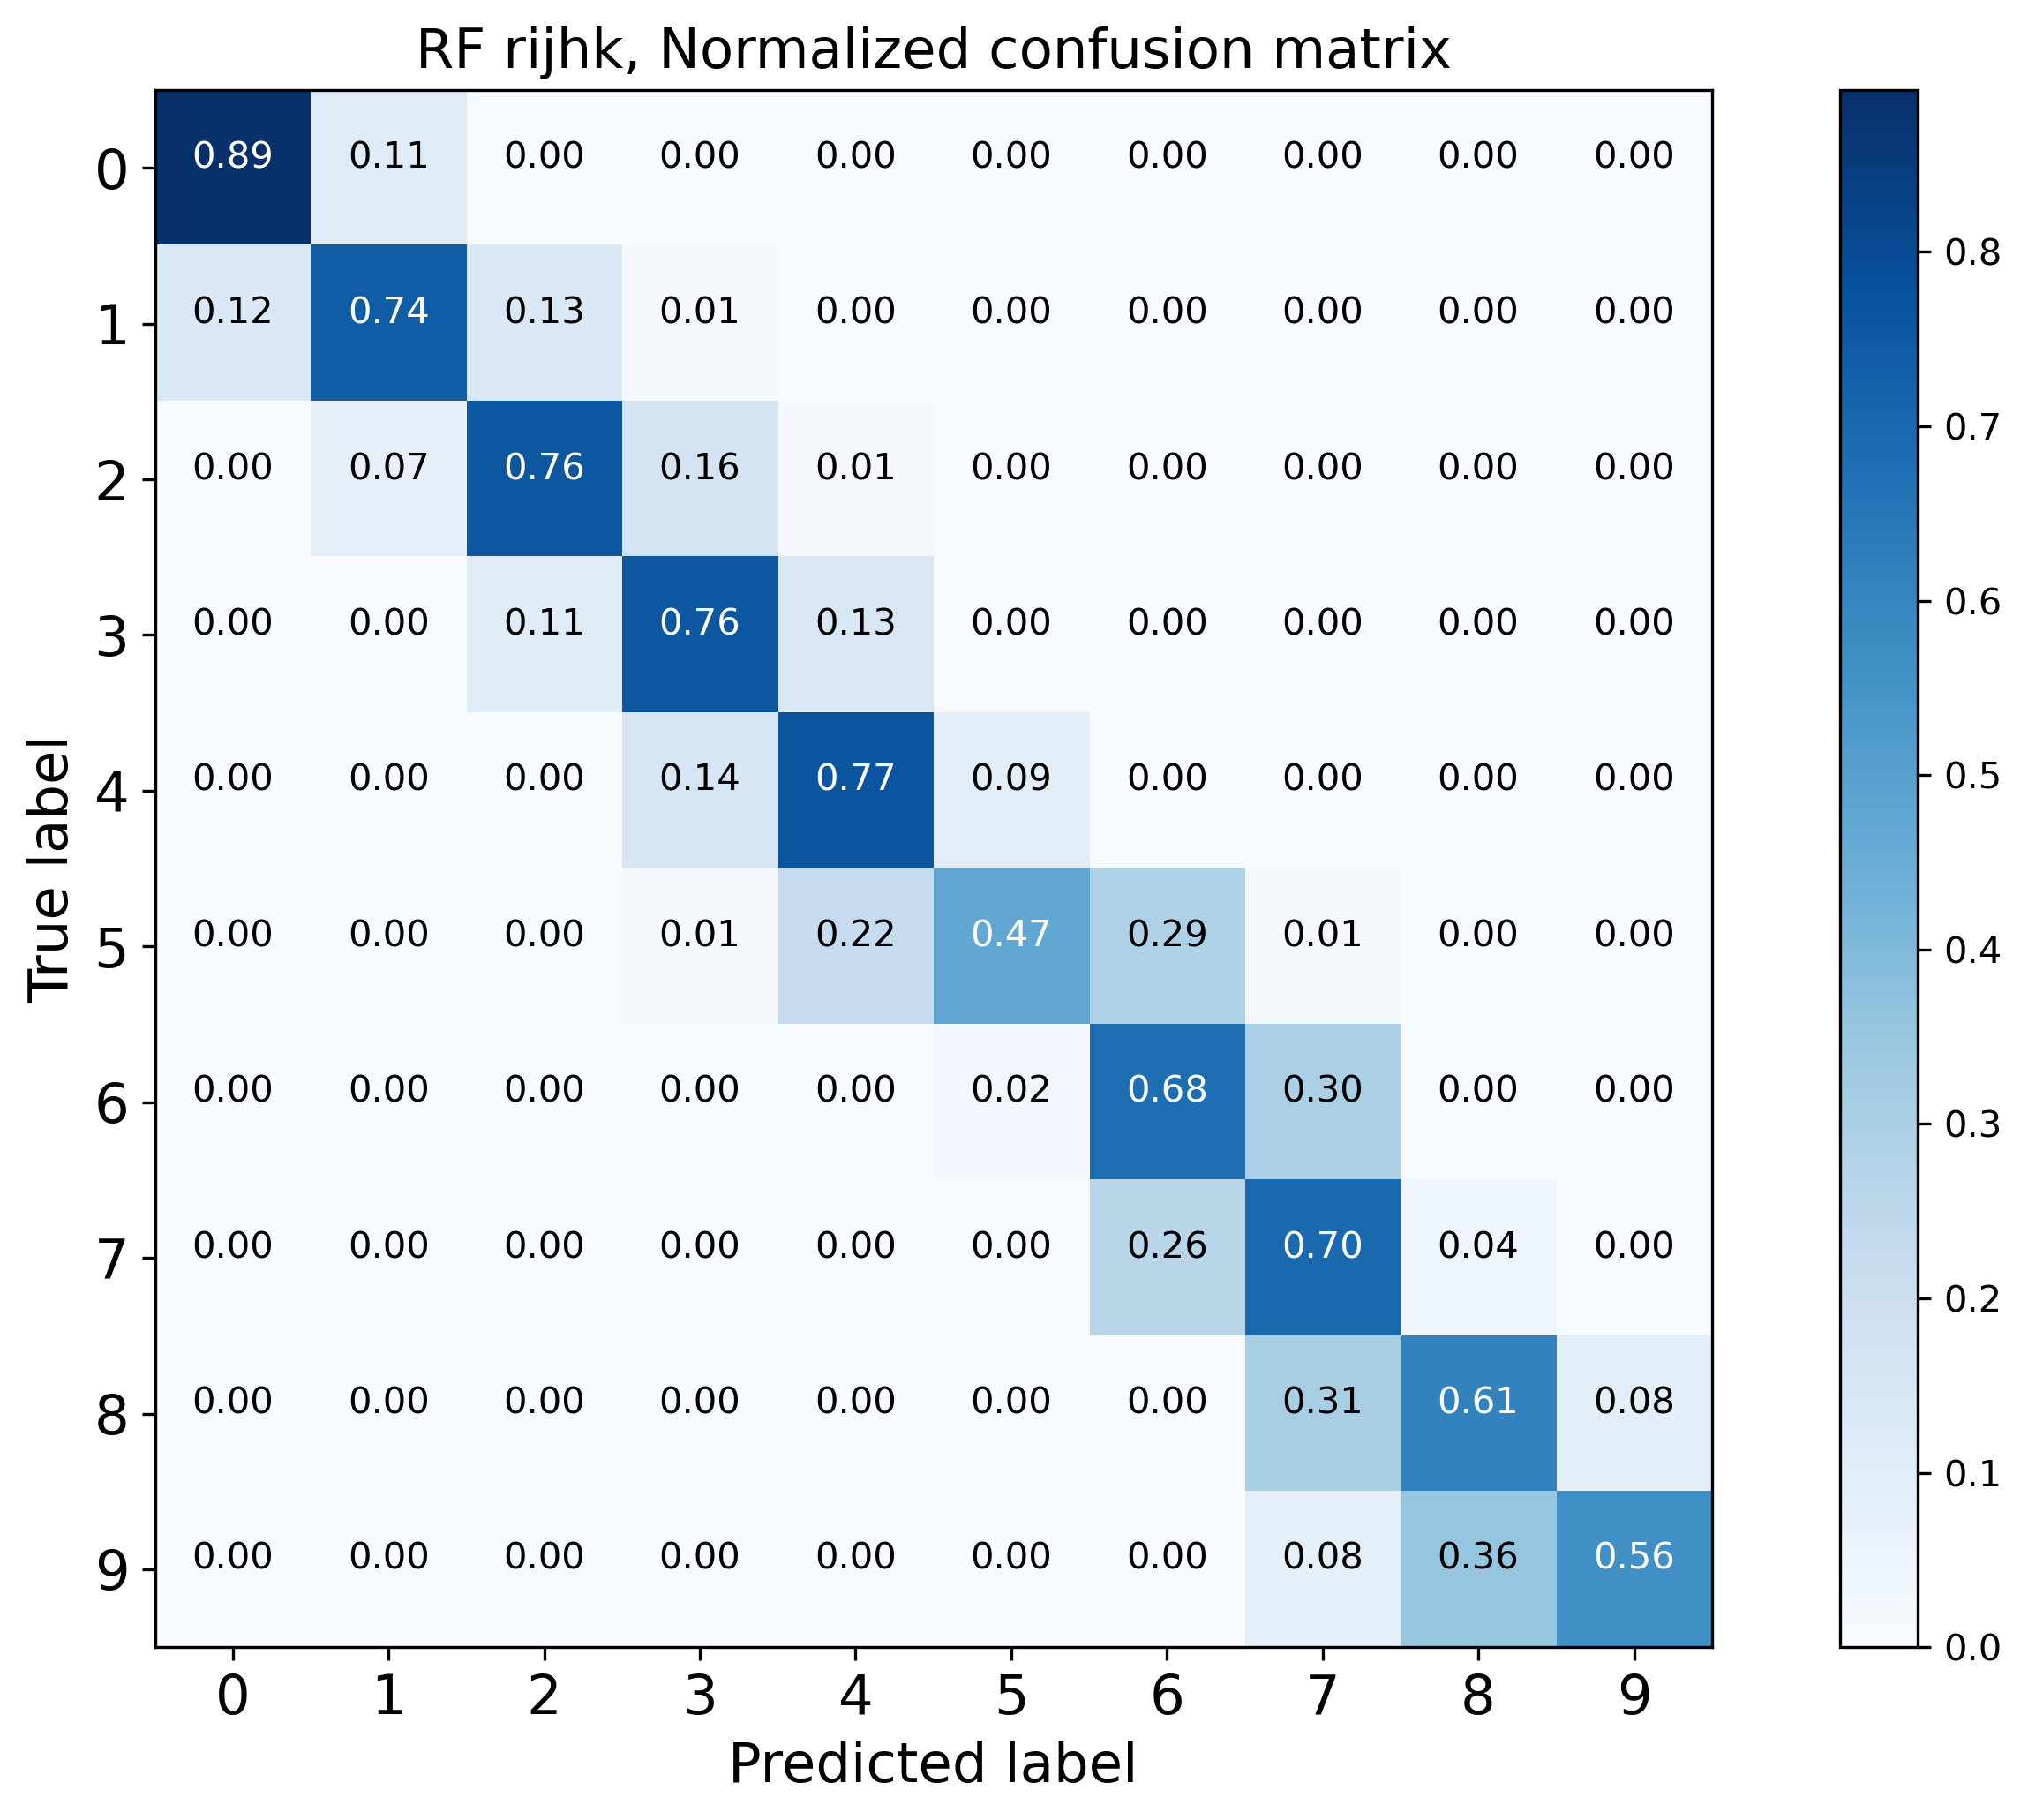 RF rijhk, Normalized confusion matrix
0 0.89 0.11 0.00 0.00 0.00 0.00 0.00 0.00 0.00 0.00
1 0.12 0.74 0.13 0.01 0.00 0.00 0.00 0.00 0.00 0.00
2 0.00 0.07 0.76 0.16 0.01 0.00 0.00 0.00 0.00 0.00
3 0.00 0.00 0.11 0.76 0.13 0.00 0.00 0.00 0.00 0.00
4 0.00 0.00 0.00 0.14 0.77 0.09 0.00 0.00 0.00 0.00
5 0.00 0.00 0.00 0.01 0.22 0.47 0.29 0.01 0.00 0.00
6 0.00 0.00 0.00 0.00 0.00 0.02 0.68 0.30 0.00 0.00
7 0.00 0.00 0.00 0.00 0.00 0.00 0.26 0.70 0.04 0.00
8 0.00 0.00 0.00 0.00 0.00 0.00 0.00 0.31 0.61 0.08
9 0.00 0.00 0.00 0.00 0.00 0.00 0.00 0.08 0.36 0.56
0 1 2 3 4 5 6 7 8 9
Predicted label
True label
0.8
0.7
0.6
0.5
0.4
0.3
0.2
0.1
0.0